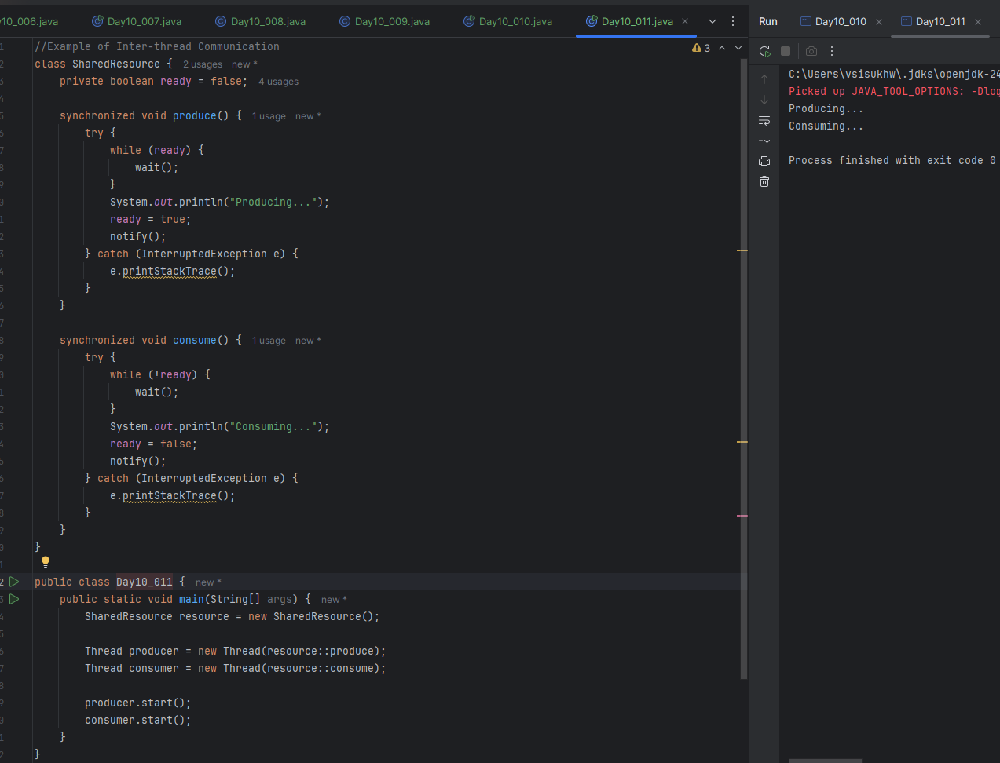 10_006.java Day10_007.java Day10_008.java Day10_009.java Day10_010.java Day10_011.java
//Example of Inter-thread Communication
3
class SharedResource { 2 usages new *
private boolean ready = false; 4 usages
synchronized void produce() { 1 usage new *
try {
while (ready) {
wait();
}
System.out.println("Producing...");
ready = true;
notify();
} catch (InterruptedException e) {
e.printStackTrace();
}
}
synchronized void consume() { 1 usage new *
try {
while (!ready) {
wait();
}
System.out.println("Consuming...");
ready = false;
notify();
} catch (InterruptedException e) {
e.printStackTrace();
}
}
}
public class Day10_011 { new *
public static void main(String[] args) { new *
SharedResource resource = new SharedResource();
Thread producer = new Thread(resource::produce);
Thread consumer = new Thread(resource::consume);
producer.start();
consumer.start();
}
}
Run Day10_010 Day10_011
C:\Users\vsisukhw\.jdks\openjdk-24
Picked up JAVA_TOOL_OPTIONS: -Dlog
Producing...
Consuming...
Process finished with exit code 0